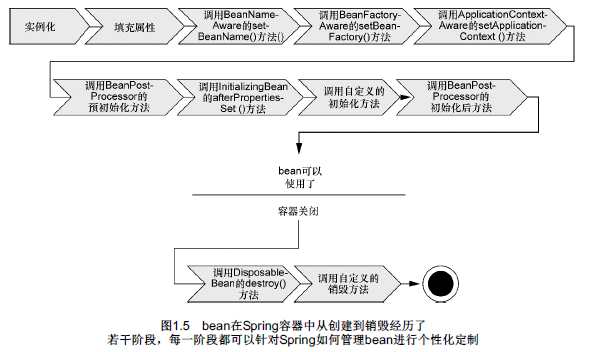 实例化
填充属性
调用BeanName-
Aware的set-
BeanName()方法()
调用BeanFactory-
Aware的setBean-
Factory()方法
调用ApplicationContext-
Aware的setApplication-
Context ()方法
调用BeanPost-
Processor的
预初始化方法
调用InitializingBean
的afterProperties-
Set ()方法
调用自定义的
初始化方法
调用BeanPost-
Processor的
初始化后方法
bean可以
使用了
容器关闭
调用Disposable-
Bean的destroy()
方法
调用自定义的
销毁方法
图1.5 bean在Spring容器中从创建到销毁经历了
若干阶段，每一阶段都可以针对Spring如何管理bean进行个性化定制